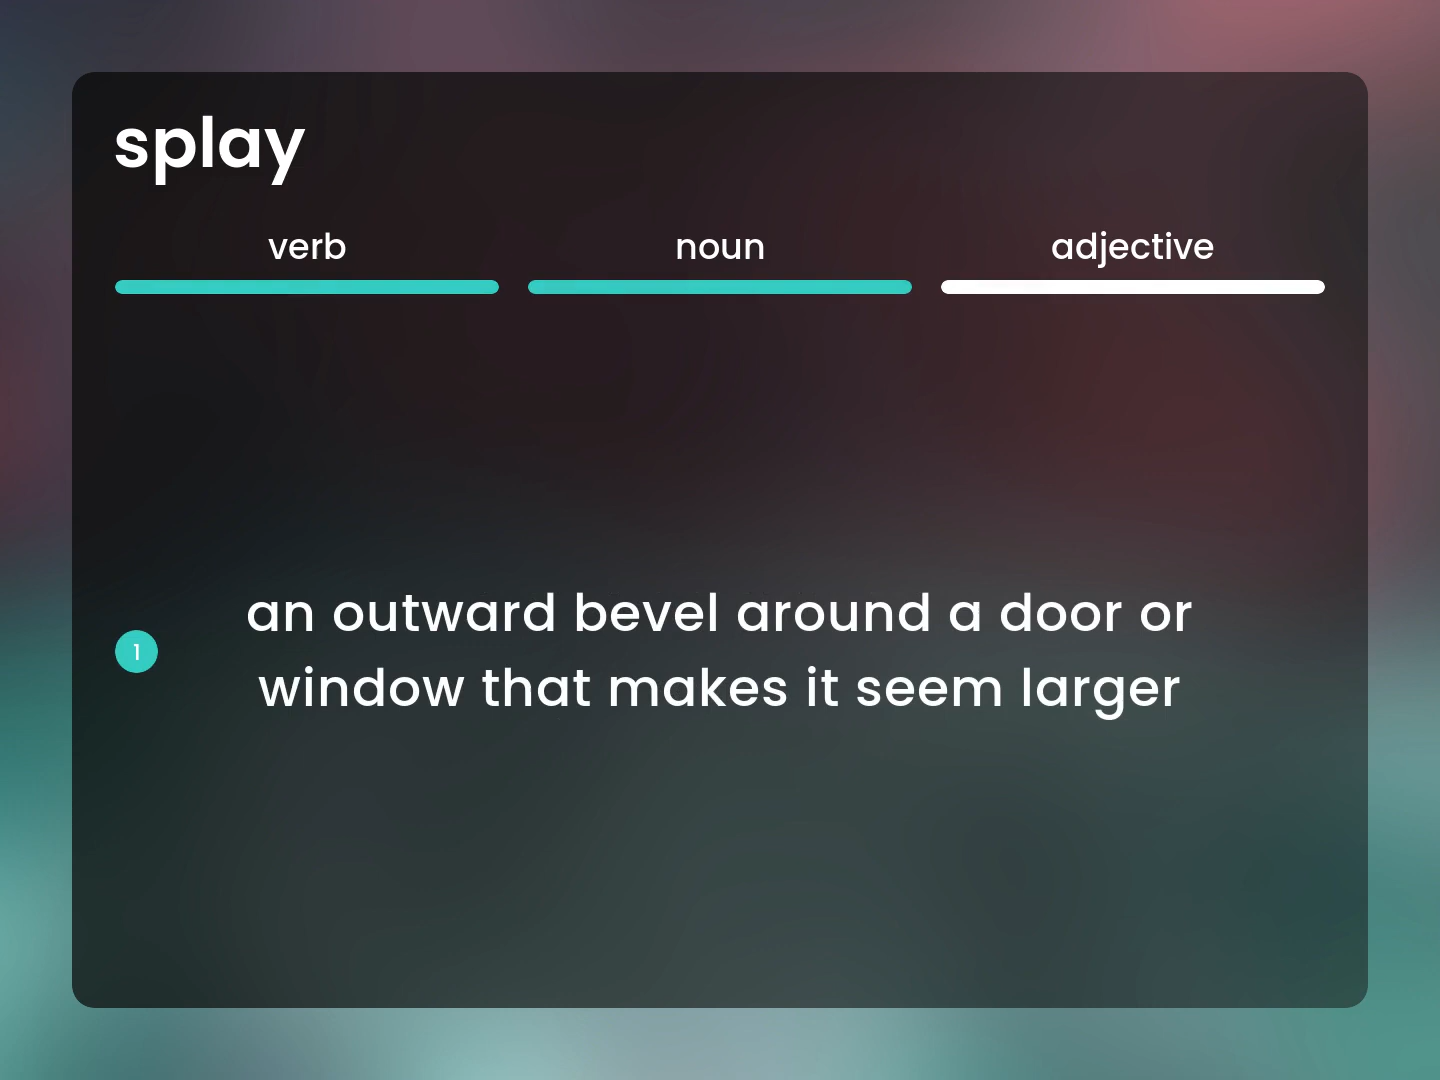 splay
verb
noun
adjective
1
an outward bevel around a door or
window that makes it seem larger